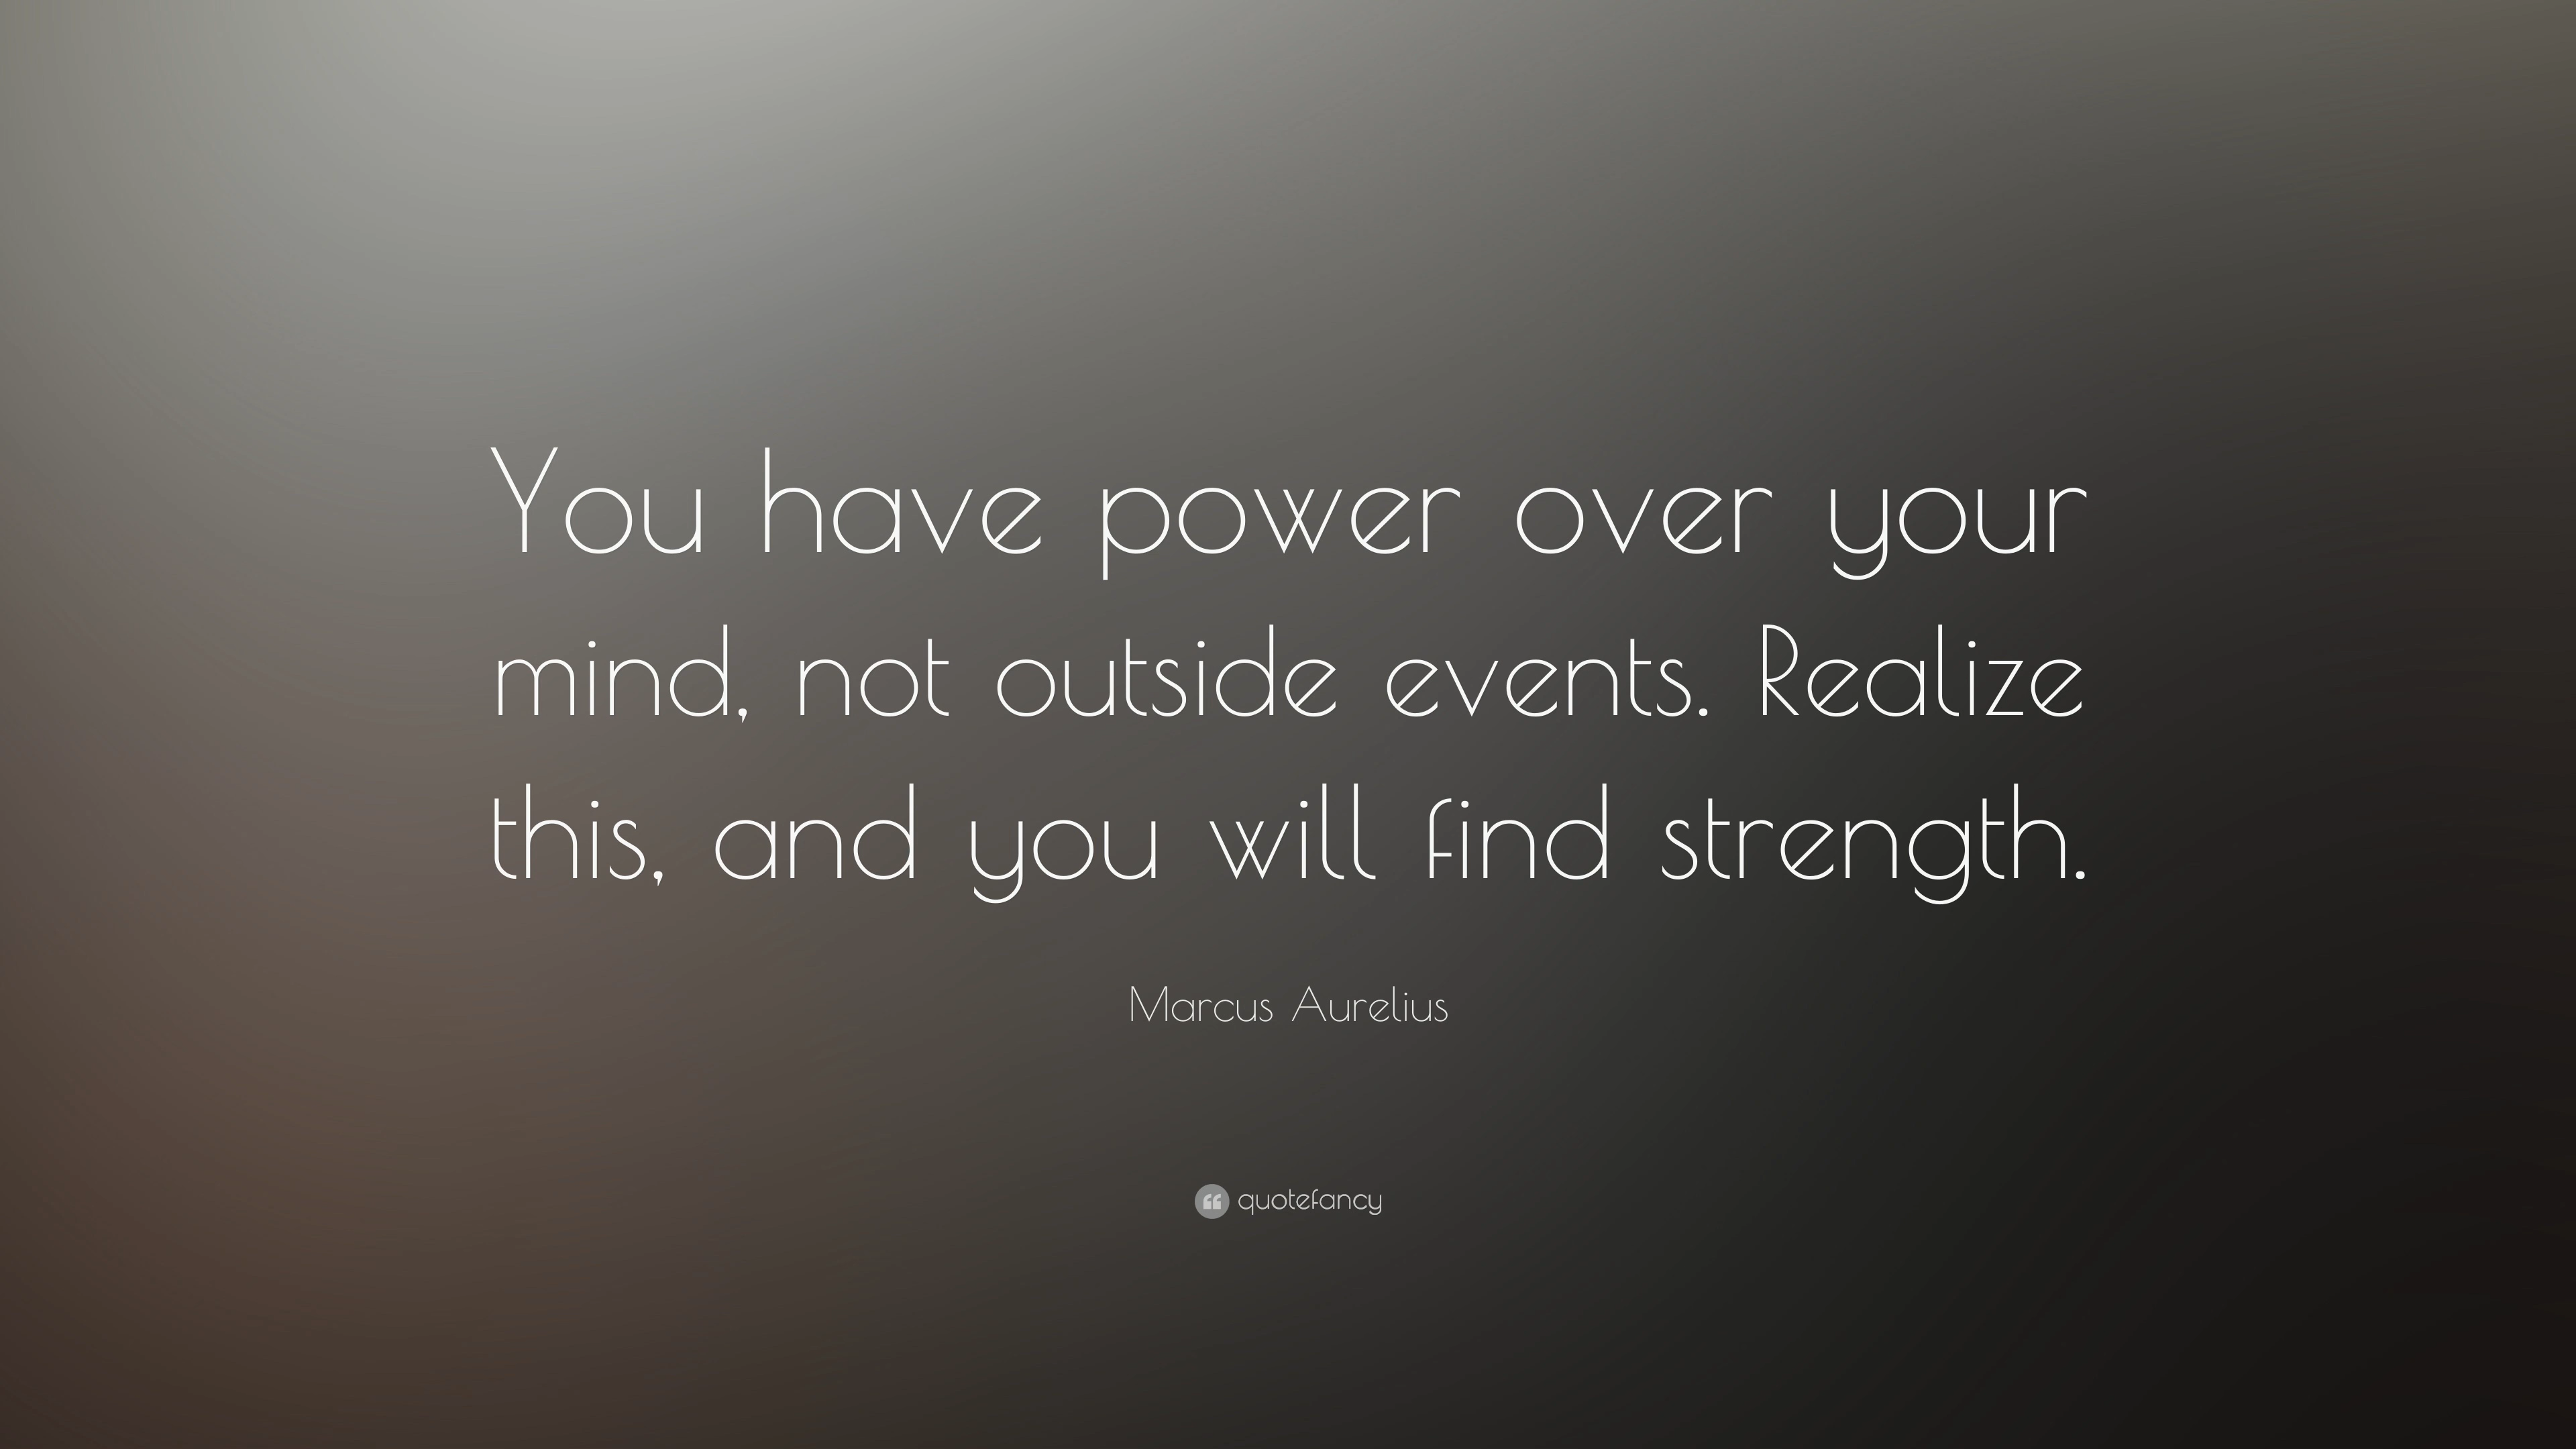 You have power over your
mind, not outside events. Realize
this, and you will find strength.
Marcus Aurelius
quotefancy